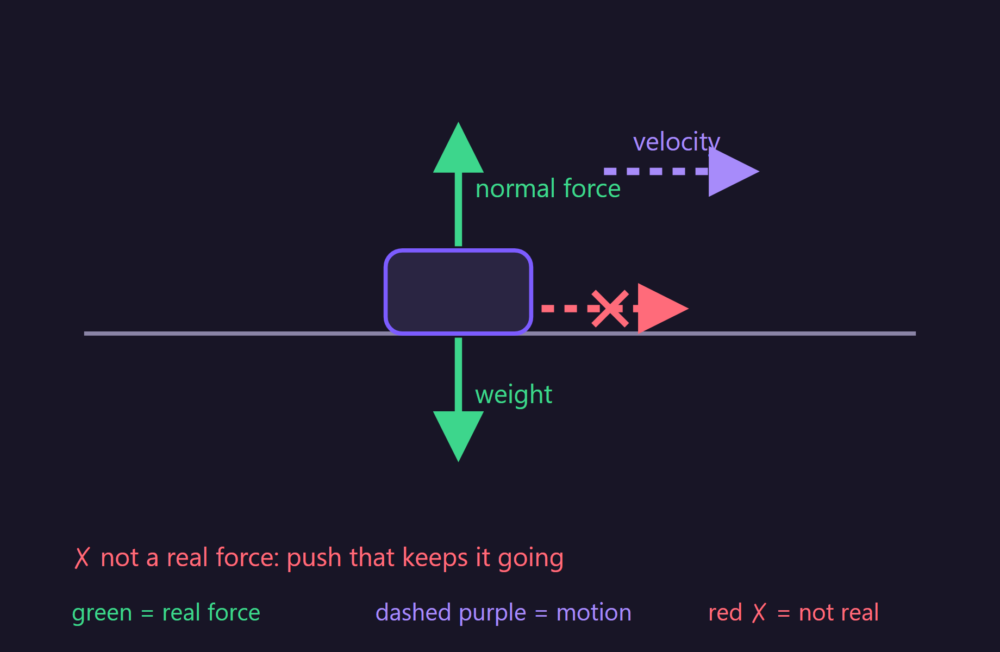 velocity
normal force
weight
✗ not a real force: push that keeps it going
green = real force
dashed purple = motion
red ✗ = not real